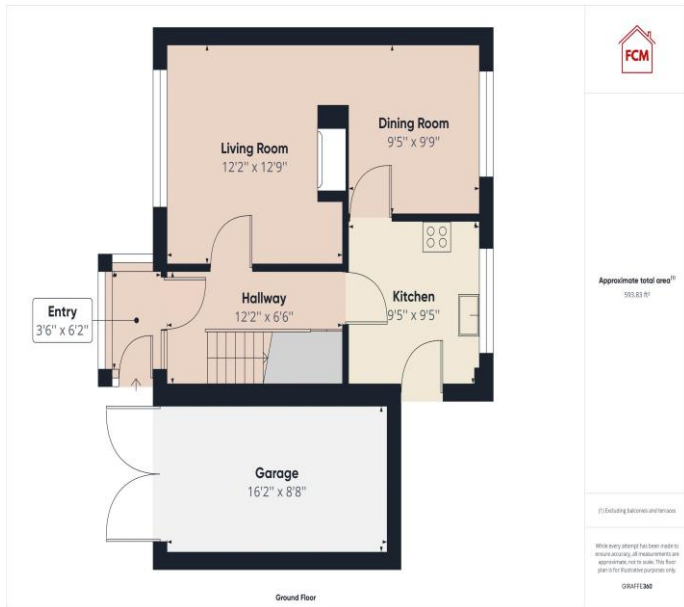 Living Room
12'2" x 12'9"
Dining Room
9'5" x 9'9"
Entry
3'6" x 6'2"
Hallway
12'2" x 6'6"
Kitchen
9'5" x 9'5"
Garage
16'2" x 8'8"
Ground Floor
FCM
Approximate total area(1)
593.83 ft²
(1) Excluding balconies and terraces
While every attempt has been made to
ensure accuracy, all measurements are
approximate, not to scale. This floor
plan is for illustrative purposes only.
GIRAFFE360